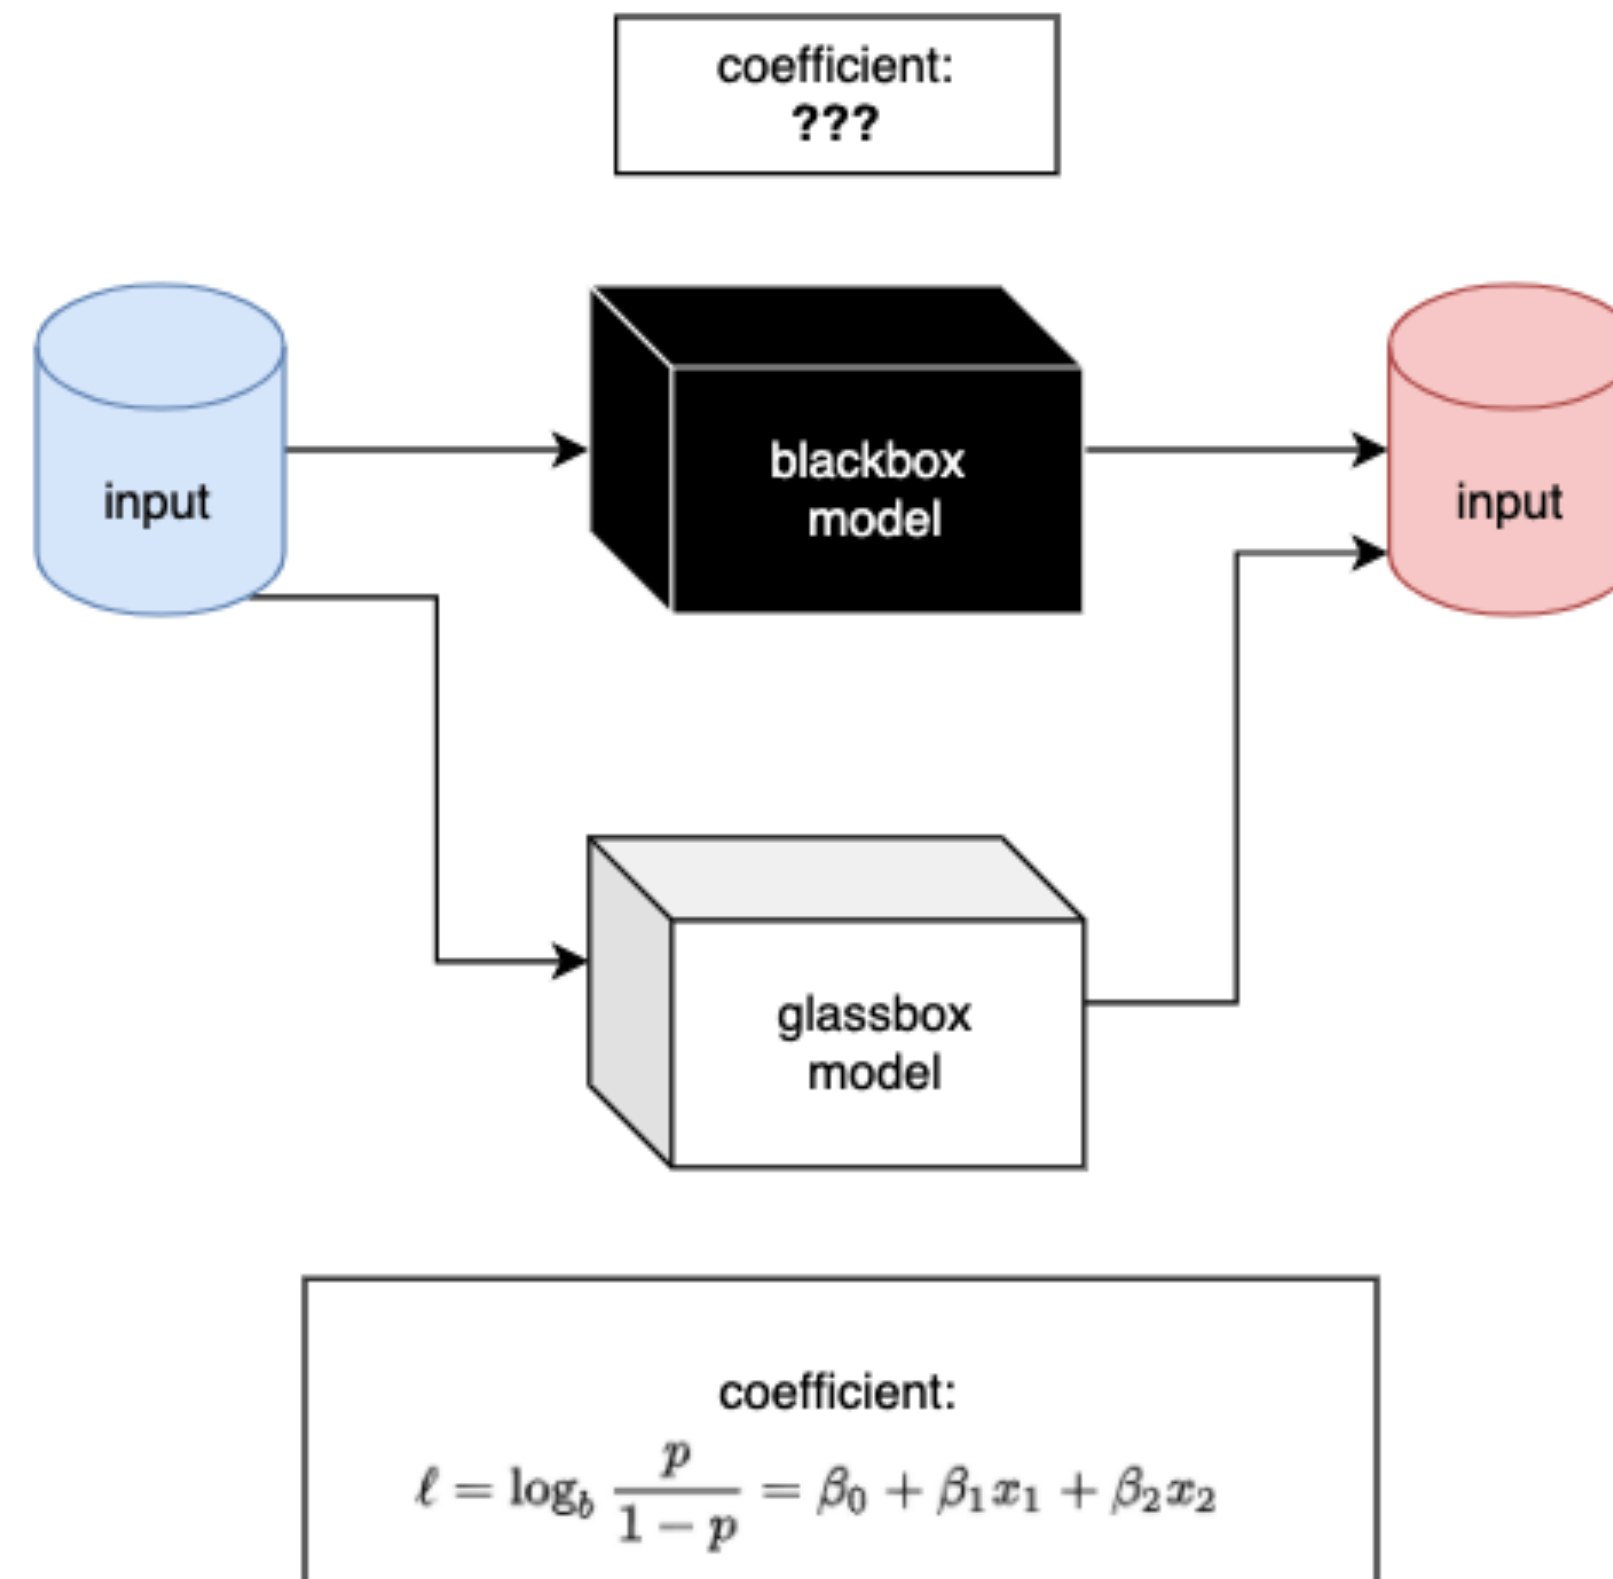 coefficient:
???
input
blackbox
model
input
glassbox
model
coefficient:
ℓ = log_b p/(1 − p) = β₀ + β₁x₁ + β₂x₂